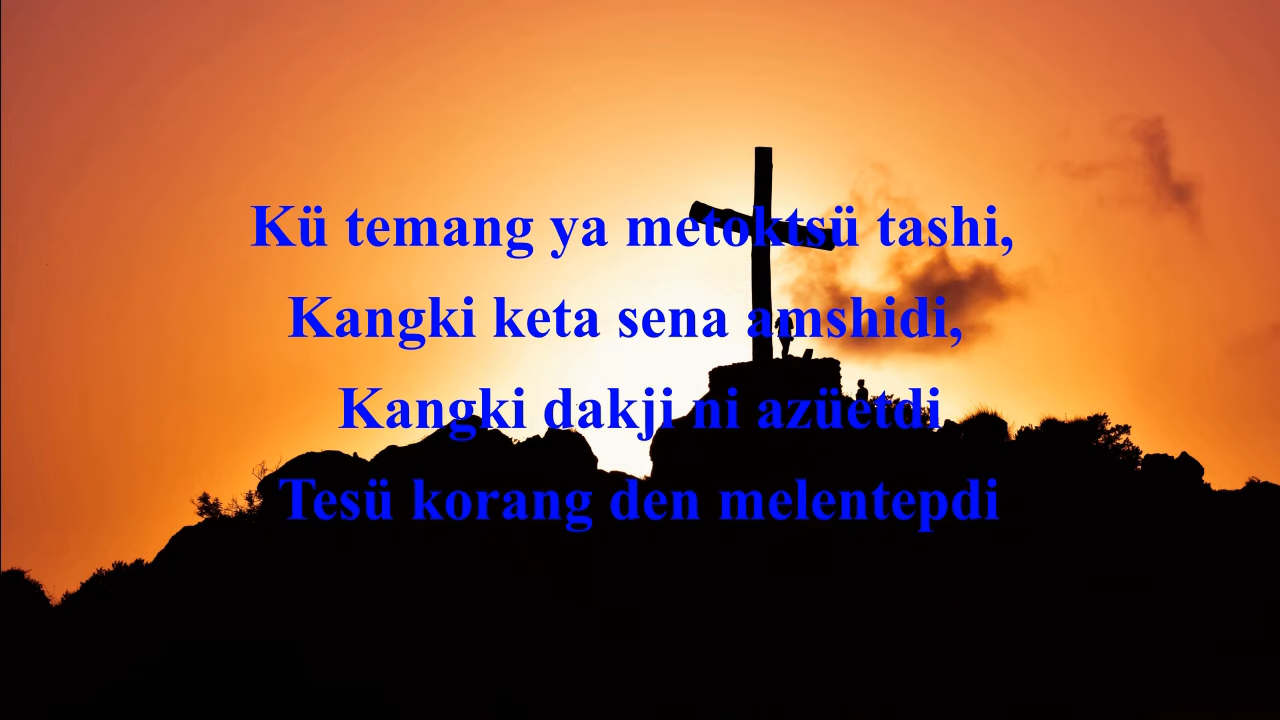 Kü temang ya metoktsü tashi,
Kangki keta sena amshidi,
Kangki dakji ni azüetdi
Tesü korang den melentepdi